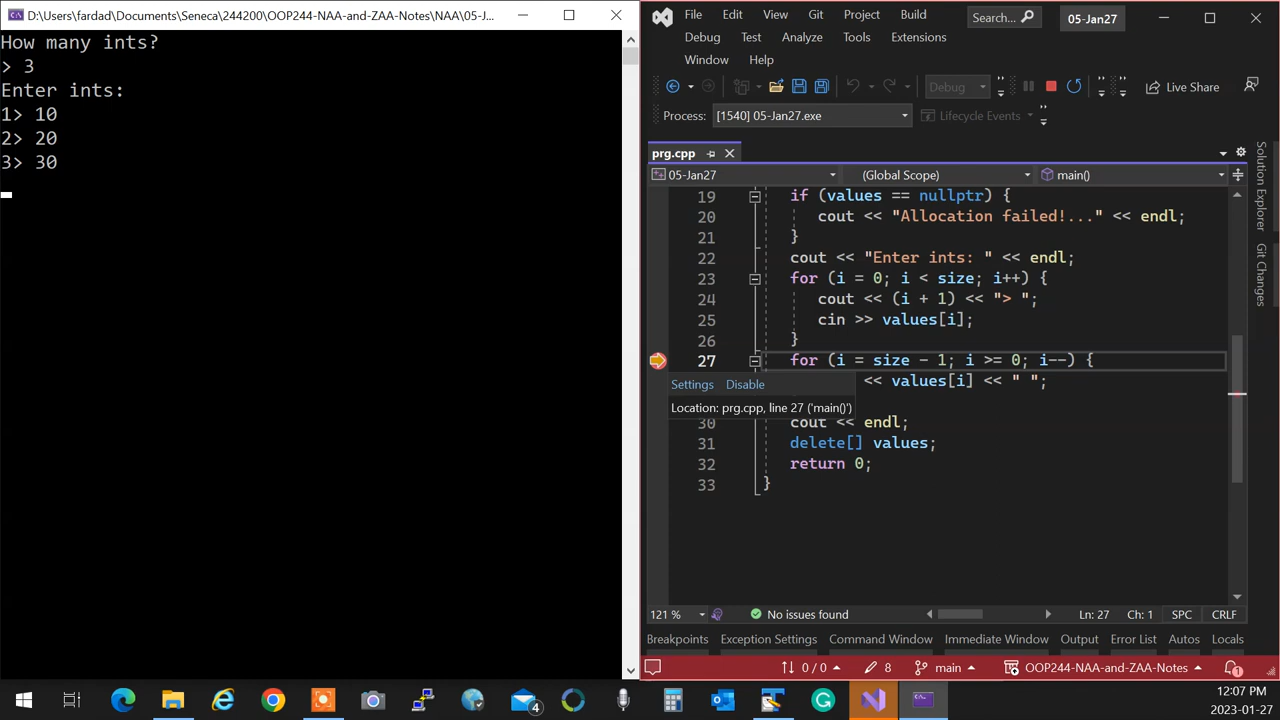 D:\Users\fardad\Documents\Seneca\244200\OOP244-NAA-and-ZAA-Notes\NAA\05-J...
How many ints?
> 3
Enter ints:
1> 10
2> 20
3> 30
File Edit View Git Project Build
Search...
05-Jan27
Debug Test Analyze Tools Extensions
Window Help
Debug
Live Share
Process: [1540] 05-Jan27.exe
Lifecycle Events
prg.cpp
05-Jan27
(Global Scope)
main()
19 if (values == nullptr) {
20 cout << "Allocation failed!..." << endl;
21 }
22 cout << "Enter ints: " << endl;
23 for (i = 0; i < size; i++) {
24 cout << (i + 1) << "> ";
25 cin >> values[i];
26 }
27 for (i = size - 1; i >= 0; i--) {
Settings Disable
<< values[i] << " ";
Location: prg.cpp, line 27 ('main()')
30 cout << endl;
31 delete[] values;
32 return 0;
33 }
Solution Explorer
Git Changes
121 %
No issues found
Ln: 27 Ch: 1 SPC CRLF
Breakpoints Exception Settings Command Window Immediate Window Output Error List Autos Locals
0 / 0
8
main
OOP244-NAA-and-ZAA-Notes
1
4
12:07 PM
2023-01-27